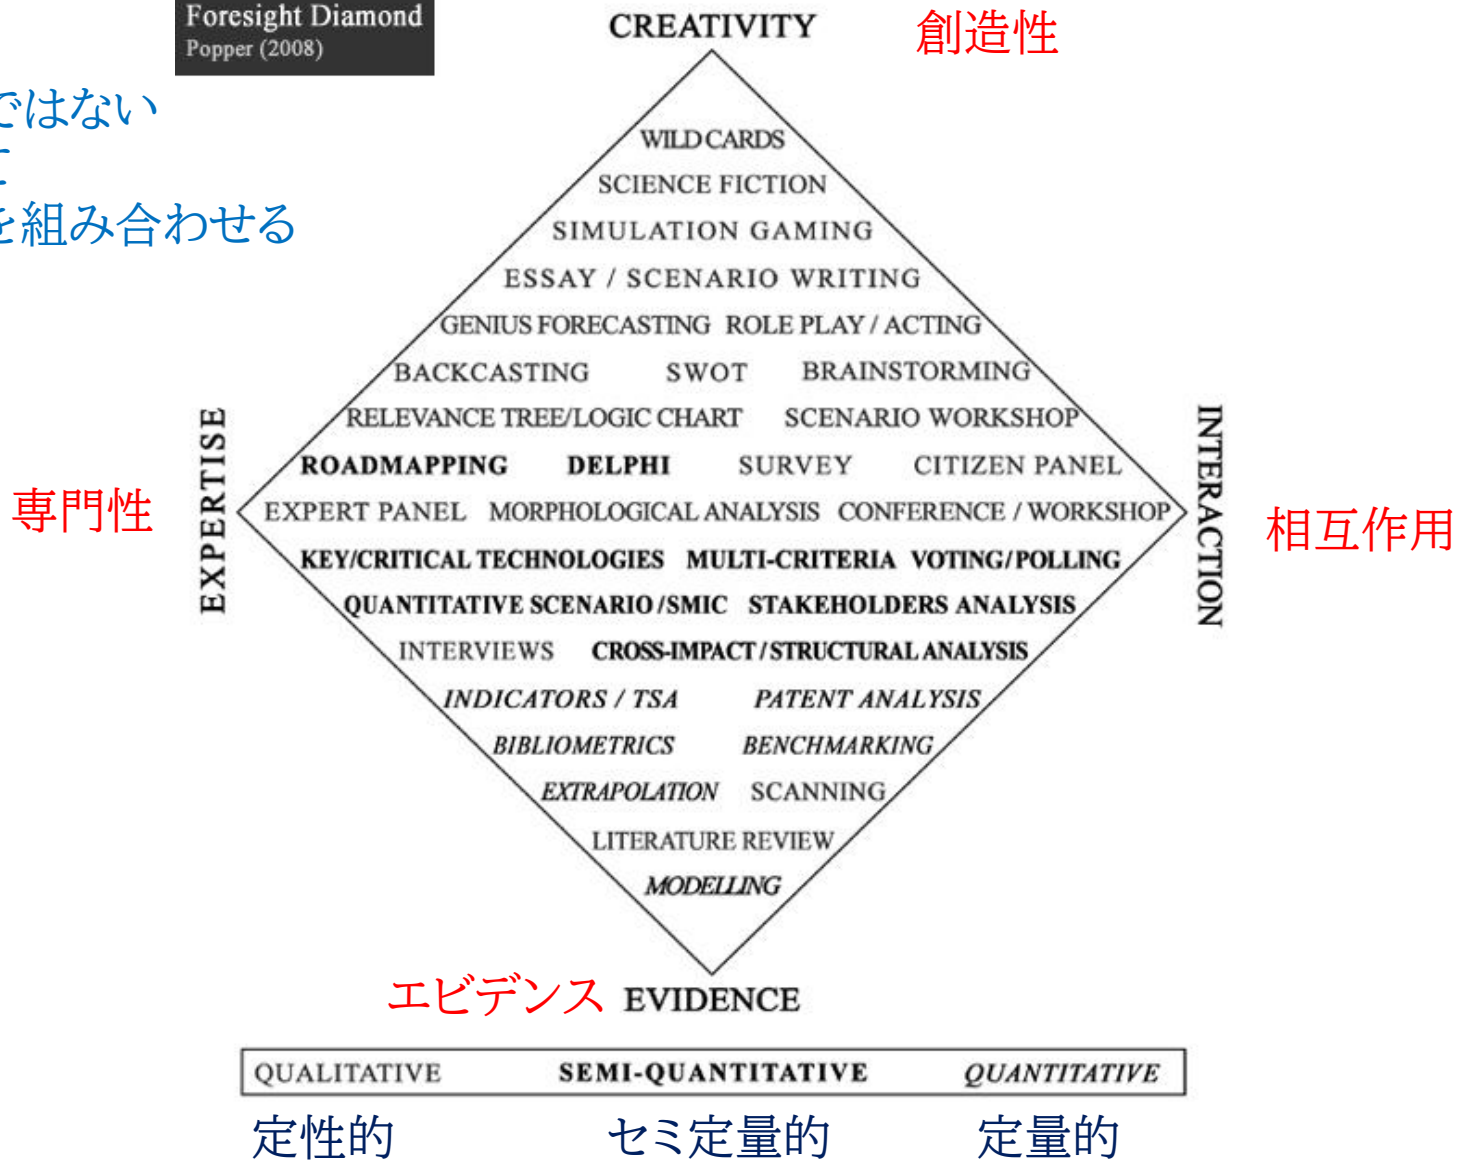 Foresight Diamond
Popper (2008)
CREATIVITY 創造性
ではない
を組み合わせる
WILD CARDS
SCIENCE FICTION
SIMULATION GAMING
ESSAY / SCENARIO WRITING
GENIUS FORECASTING ROLE PLAY / ACTING
BACKCASTING SWOT BRAINSTORMING
RELEVANCE TREE/LOGIC CHART SCENARIO WORKSHOP
ROADMAPPING DELPHI SURVEY CITIZEN PANEL
専門性
EXPERTISE
EXPERT PANEL MORPHOLOGICAL ANALYSIS CONFERENCE / WORKSHOP
INTERACTION
相互作用
KEY/CRITICAL TECHNOLOGIES MULTI-CRITERIA VOTING/POLLING
QUANTITATIVE SCENARIO/SMIC STAKEHOLDERS ANALYSIS
INTERVIEWS CROSS-IMPACT/STRUCTURAL ANALYSIS
INDICATORS / TSA PATENT ANALYSIS
BIBLIOMETRICS BENCHMARKING
EXTRAPOLATION SCANNING
LITERATURE REVIEW
MODELLING
エビデンス EVIDENCE
QUALITATIVE SEMI-QUANTITATIVE QUANTITATIVE
定性的 セミ定量的 定量的